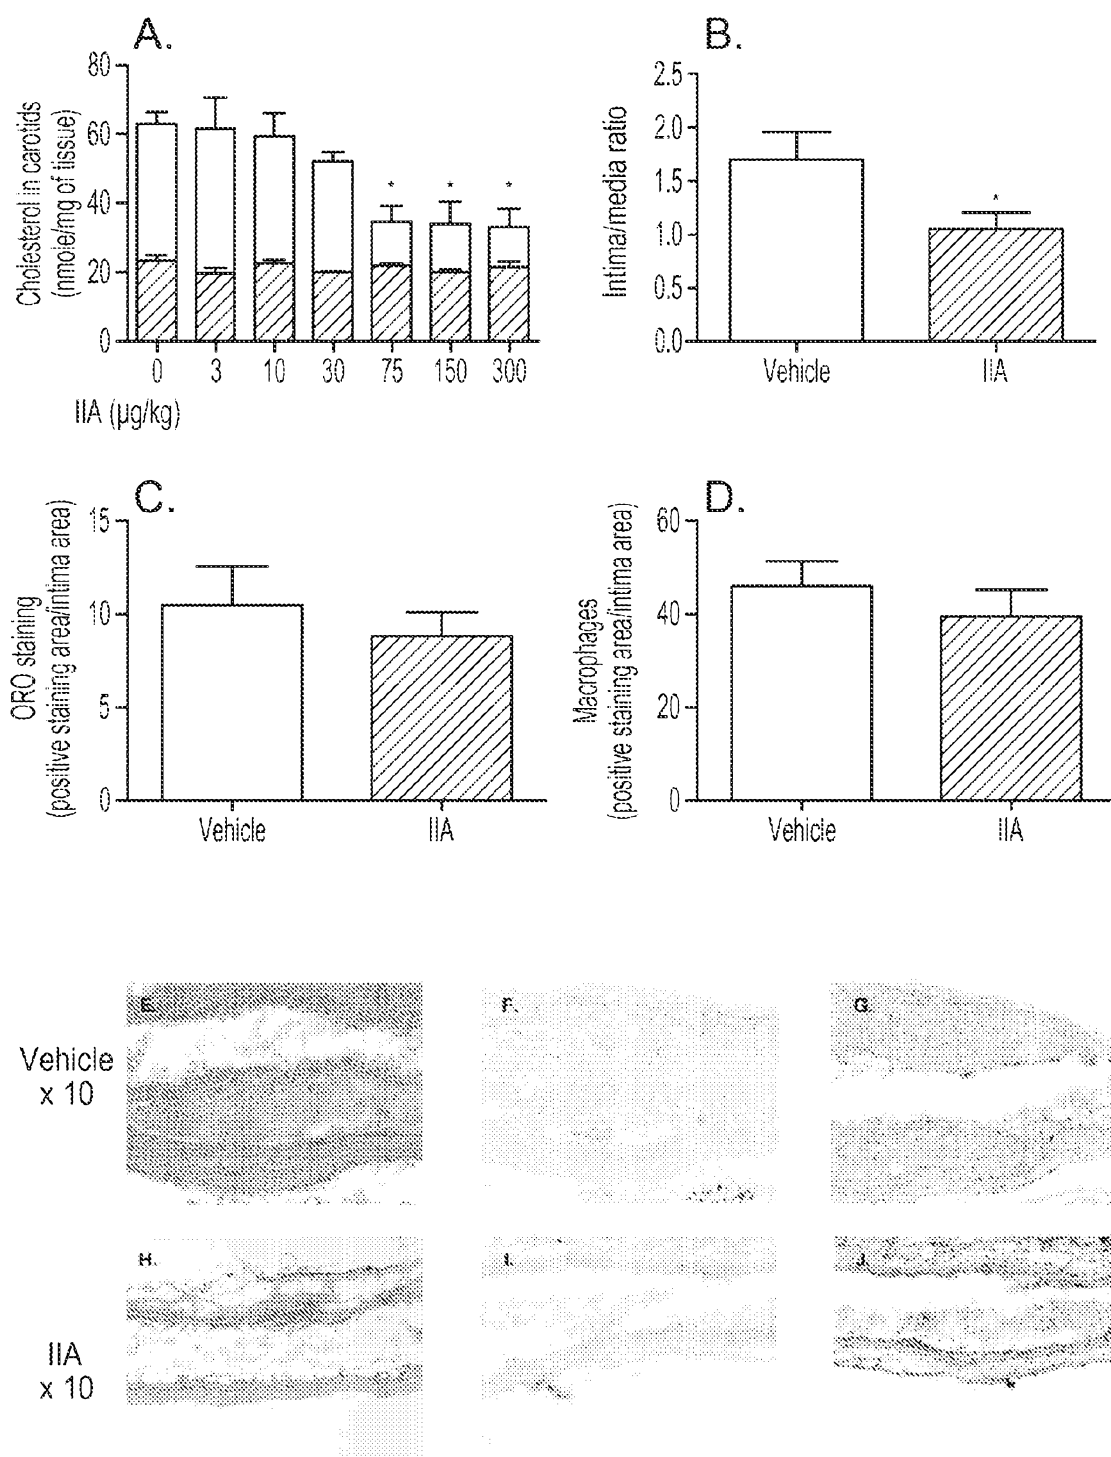 A.
Cholesterol in carotids
(nmole/mg of tissue)
80
60
40
20
0
* * *
0 3 10 30 75 150 300
IIA (µg/kg)
B.
Intima/media ratio
2.5
2.0
1.5
1.0
0.5
0.0
*
Vehicle IIA
C.
ORO staining
(positive staining area/intima area)
15
10
5
0
Vehicle IIA
D.
Macrophages
(positive staining area/intima area)
60
40
20
0
Vehicle IIA
Vehicle
x 10
E. F. G.
IIA
x 10
H. I. J.